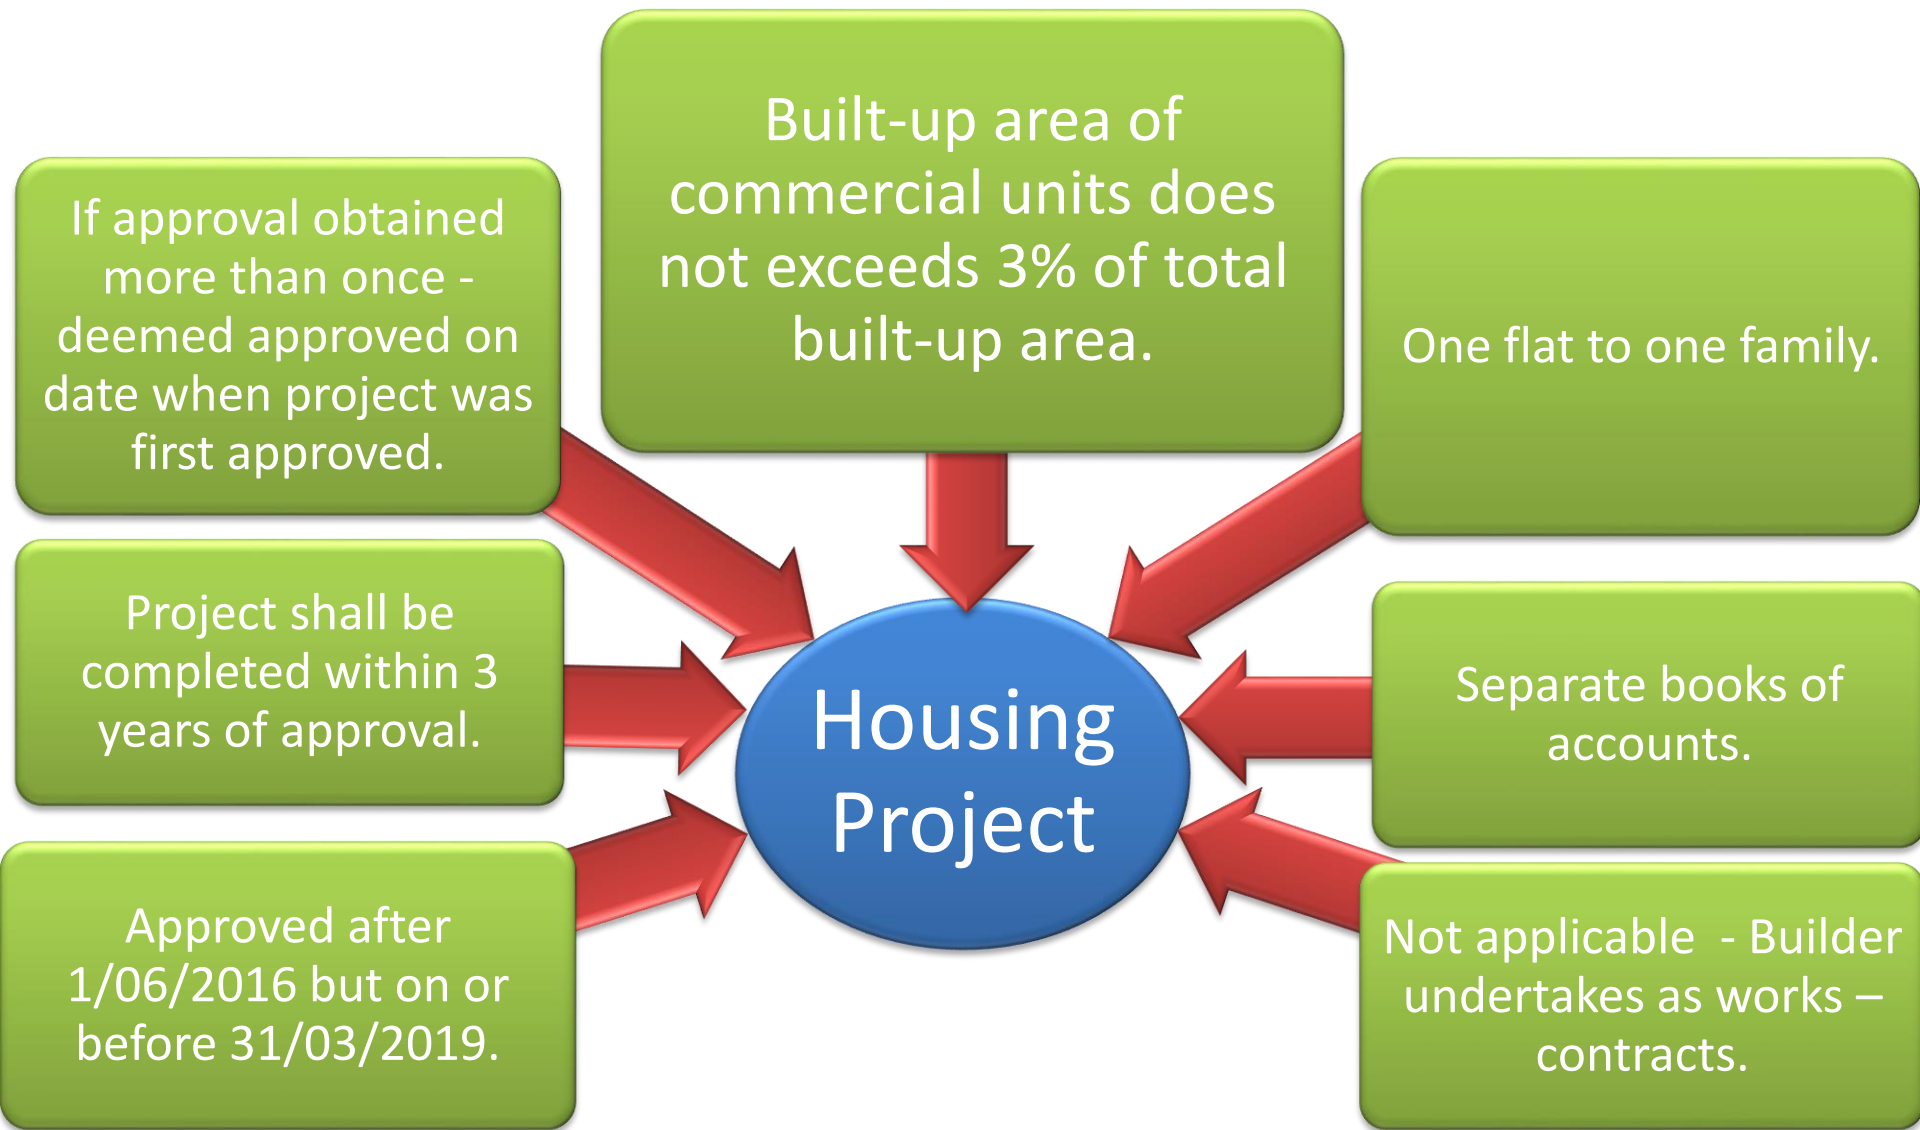 Built-up area of
commercial units does
not exceeds 3% of total
built-up area.
If approval obtained
more than once -
deemed approved on
date when project was
first approved.
One flat to one family.
Project shall be
completed within 3
years of approval.
Separate books of
accounts.
Housing
Project
Approved after
1/06/2016 but on or
before 31/03/2019.
Not applicable  - Builder
undertakes as works –
contracts.